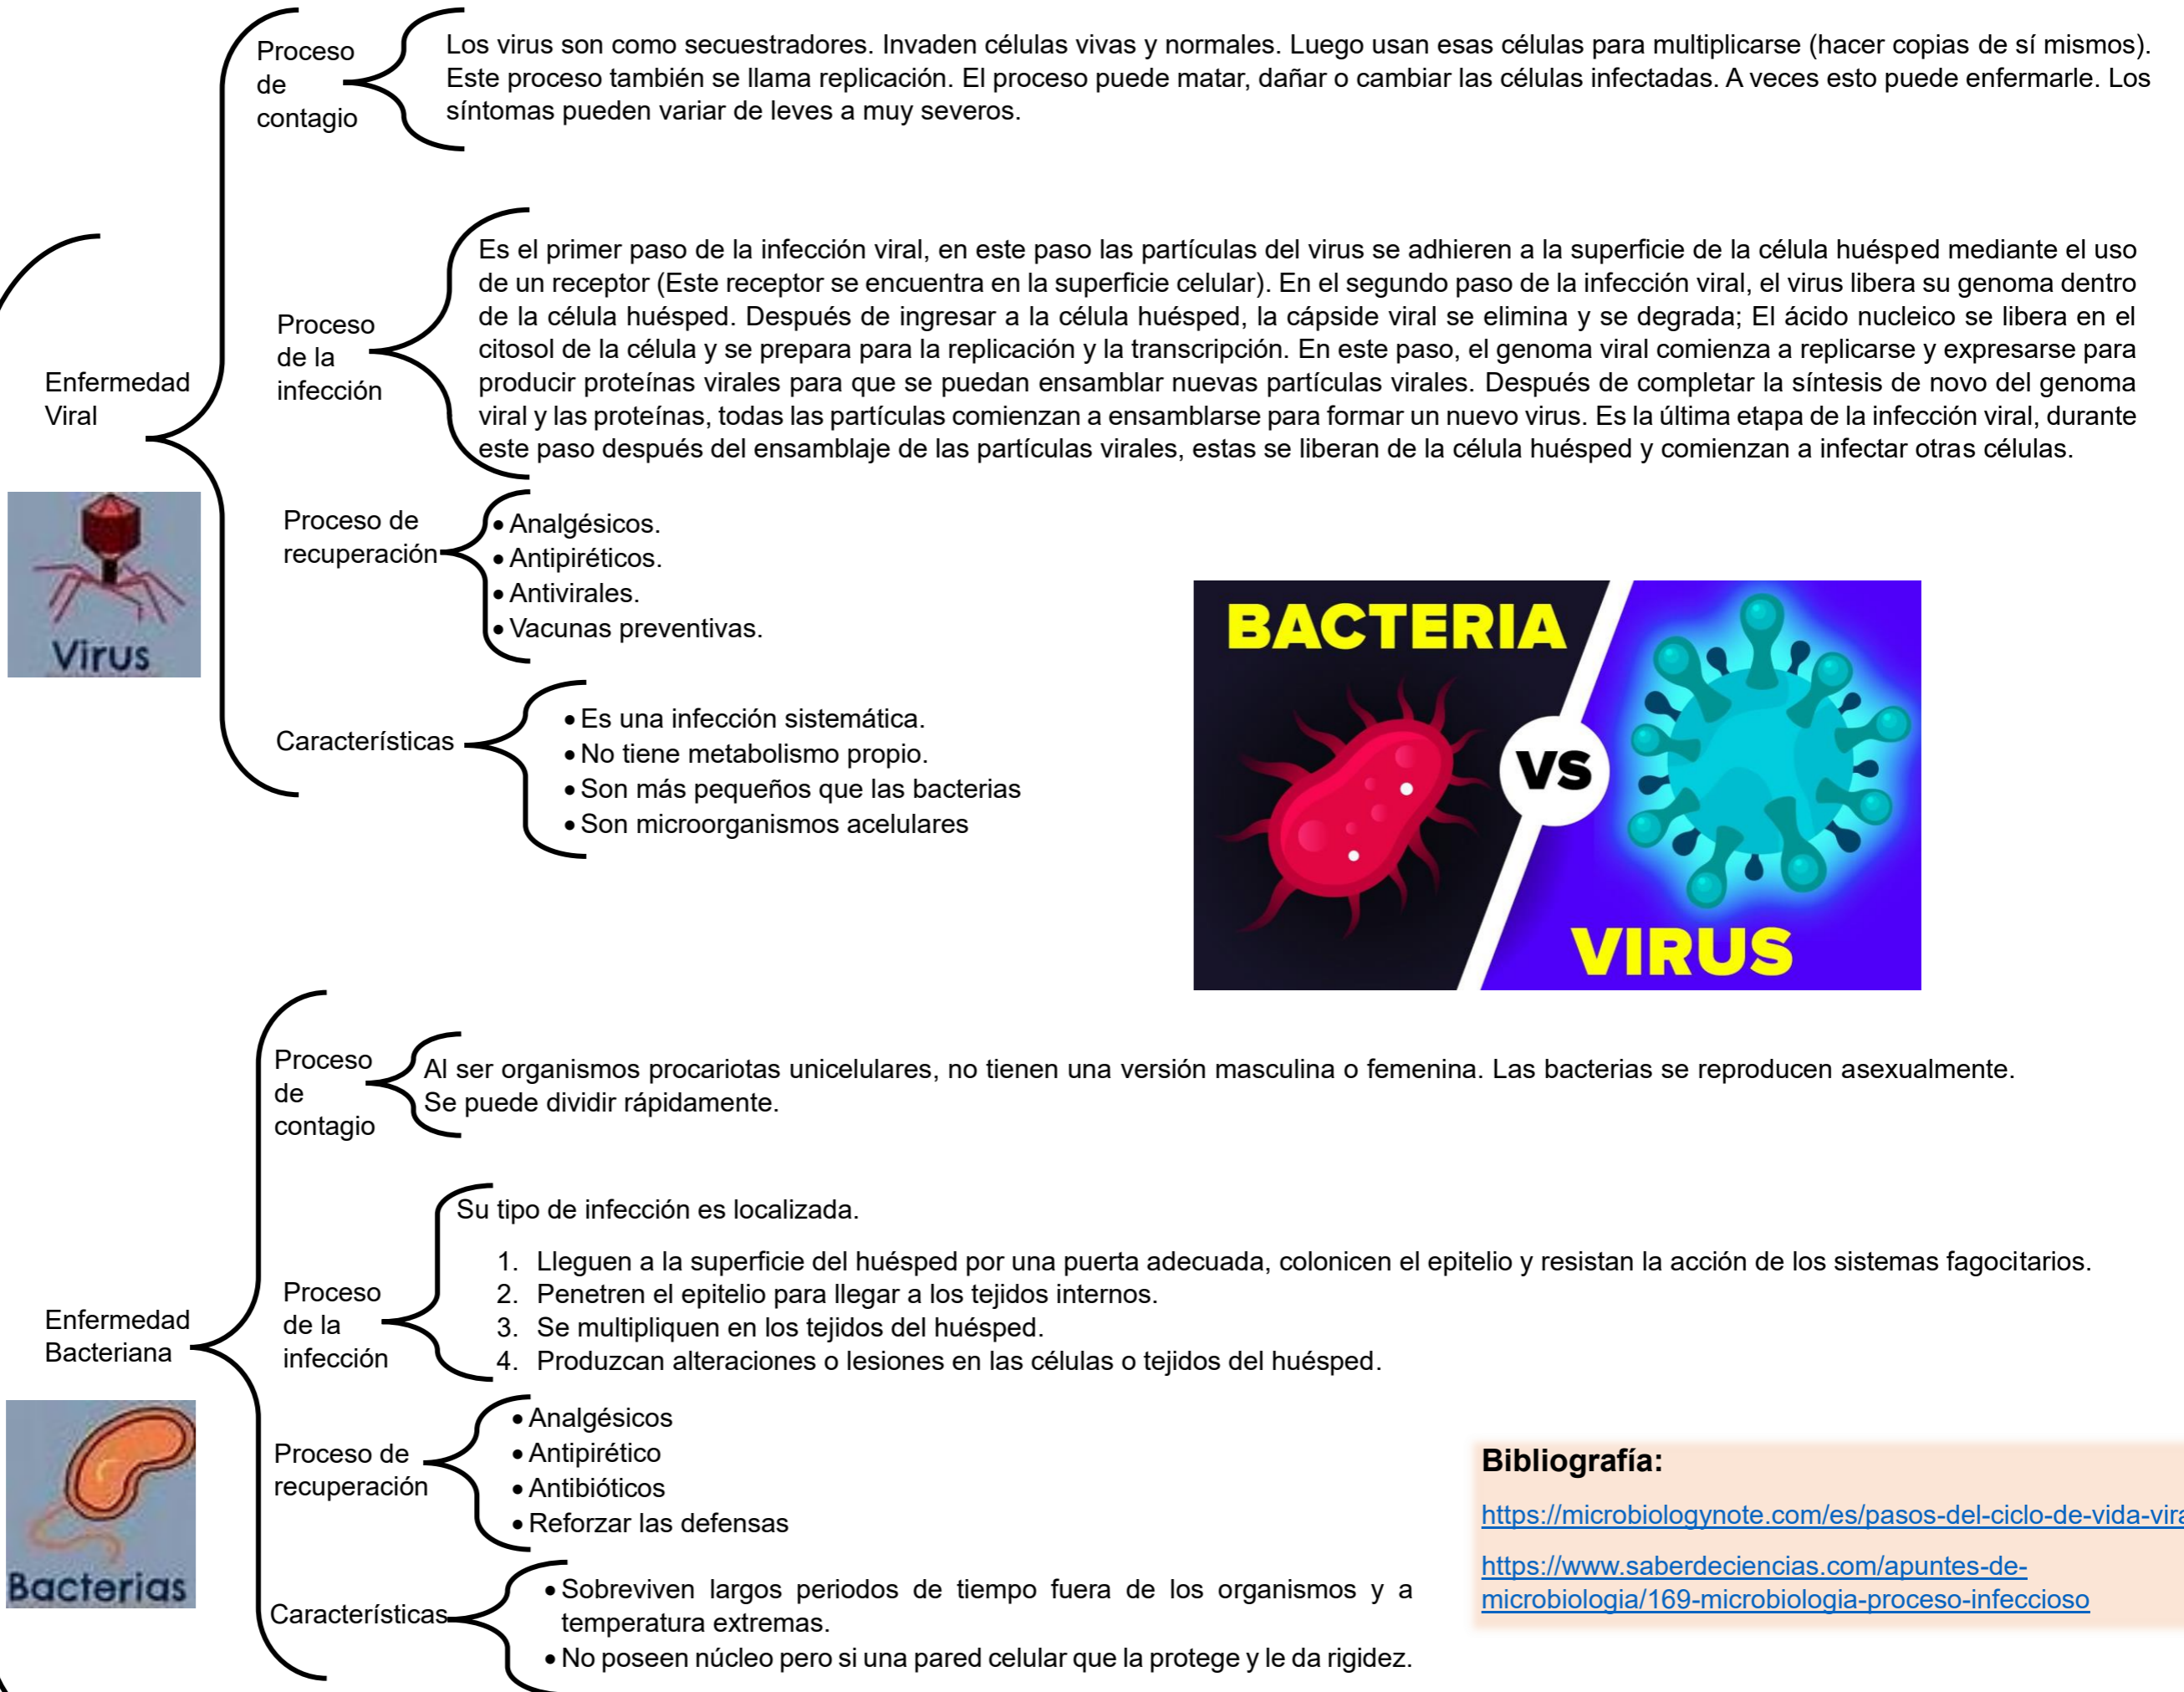 Proceso
de
contagio
Los virus son como secuestradores. Invaden células vivas y normales. Luego usan esas células para multiplicarse (hacer copias de sí mismos).
Este proceso también se llama replicación. El proceso puede matar, dañar o cambiar las células infectadas. A veces esto puede enfermarle. Los
síntomas pueden variar de leves a muy severos.
Enfermedad
Viral
Proceso
de la
infección
Es el primer paso de la infección viral, en este paso las partículas del virus se adhieren a la superficie de la célula huésped mediante el uso
de un receptor (Este receptor se encuentra en la superficie celular). En el segundo paso de la infección viral, el virus libera su genoma dentro
de la célula huésped. Después de ingresar a la célula huésped, la cápside viral se elimina y se degrada; El ácido nucleico se libera en el
citosol de la célula y se prepara para la replicación y la transcripción. En este paso, el genoma viral comienza a replicarse y expresarse para
producir proteínas virales para que se puedan ensamblar nuevas partículas virales. Después de completar la síntesis de novo del genoma
viral y las proteínas, todas las partículas comienzan a ensamblarse para formar un nuevo virus. Es la última etapa de la infección viral, durante
este paso después del ensamblaje de las partículas virales, estas se liberan de la célula huésped y comienzan a infectar otras células.
Virus
Proceso de
recuperación
• Analgésicos.
• Antipiréticos.
• Antivirales.
• Vacunas preventivas.
Características
• Es una infección sistemática.
• No tiene metabolismo propio.
• Son más pequeños que las bacterias
• Son microorganismos acelulares
BACTERIA
VS
VIRUS
Proceso
de
contagio
Al ser organismos procariotas unicelulares, no tienen una versión masculina o femenina. Las bacterias se reproducen asexualmente.
Se puede dividir rápidamente.
Enfermedad
Bacteriana
Proceso
de la
infección
Su tipo de infección es localizada.
1. Lleguen a la superficie del huésped por una puerta adecuada, colonicen el epitelio y resistan la acción de los sistemas fagocitarios.
2. Penetren el epitelio para llegar a los tejidos internos.
3. Se multipliquen en los tejidos del huésped.
4. Produzcan alteraciones o lesiones en las células o tejidos del huésped.
Bacterias
Proceso de
recuperación
• Analgésicos
• Antipirético
• Antibióticos
• Reforzar las defensas
Características
• Sobreviven largos periodos de tiempo fuera de los organismos y a
temperatura extremas.
• No poseen núcleo pero si una pared celular que la protege y le da rigidez.
Bibliografía:
https://microbiologynote.com/es/pasos-del-ciclo-de-vida-vira
https://www.saberdeciencias.com/apuntes-de-
microbiologia/169-microbiologia-proceso-infeccioso